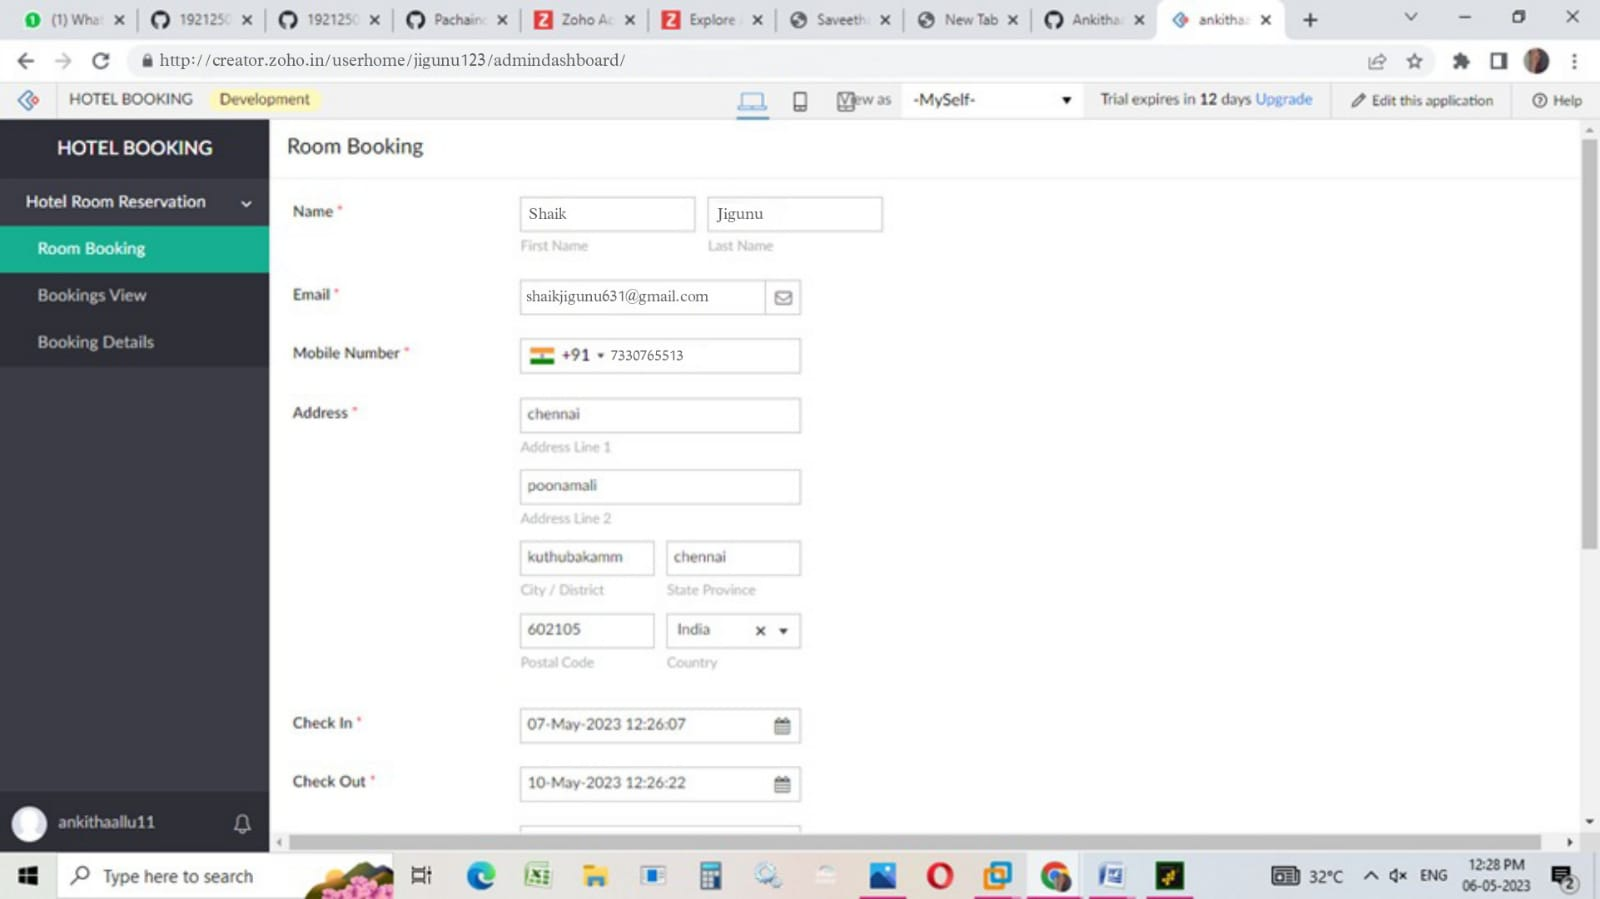 (1) What
192125
192125
Pachain
Zoho Ac
Explore
Saveeth
New Tab
Ankitha
ankitha
http://creator.zoho.in/userhome/jigunu123/admindashboard/
HOTEL BOOKING Development View as -MySelf- Trial expires in 12 days Upgrade Edit this application Help
HOTEL BOOKING
Hotel Room Reservation
Room Booking
Bookings View
Booking Details
ankithaallu11
Room Booking
Name * Shaik Jigunu
First Name Last Name
Email * shaikjigunu631@gmail.com
Mobile Number * +91 7330765513
Address * chennai
Address Line 1
poonamali
Address Line 2
kuthubakamm chennai
City / District State Province
602105 India
Postal Code Country
Check In * 07-May-2023 12:26:07
Check Out * 10-May-2023 12:26:22
Type here to search
32°C ENG
12:28 PM
06-05-2023
2